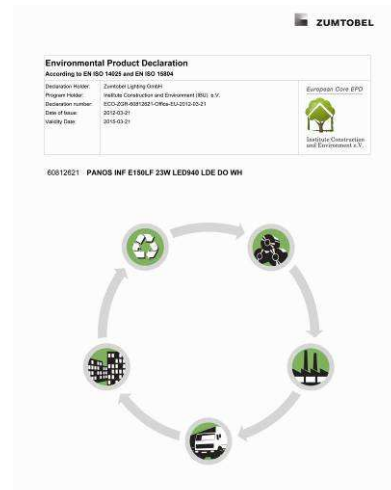 ZUMTOBEL
Environmental Product Declaration
According to EN ISO 14025 and EN ISO 15804
Declaration Holder: Zumtobel Lighting GmbH
Program Holder: Institute Construction and Environment (IBU) e.V.
Declaration number: ECO-ZGR-60812621-Office-EU-2012-03-21
Date of Issue: 2012-03-21
Validity Date: 2015-03-21
European Core EPD
Institute Construction
and Environment e.V.
60812621 PANOS INF E150LF 23W LED940 LDE DO WH